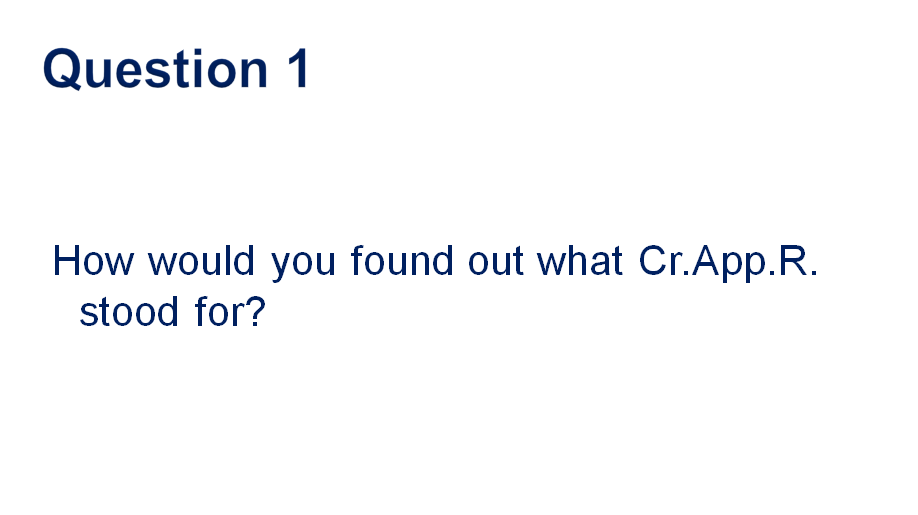 Question 1
How would you found out what Cr.App.R.
stood for?